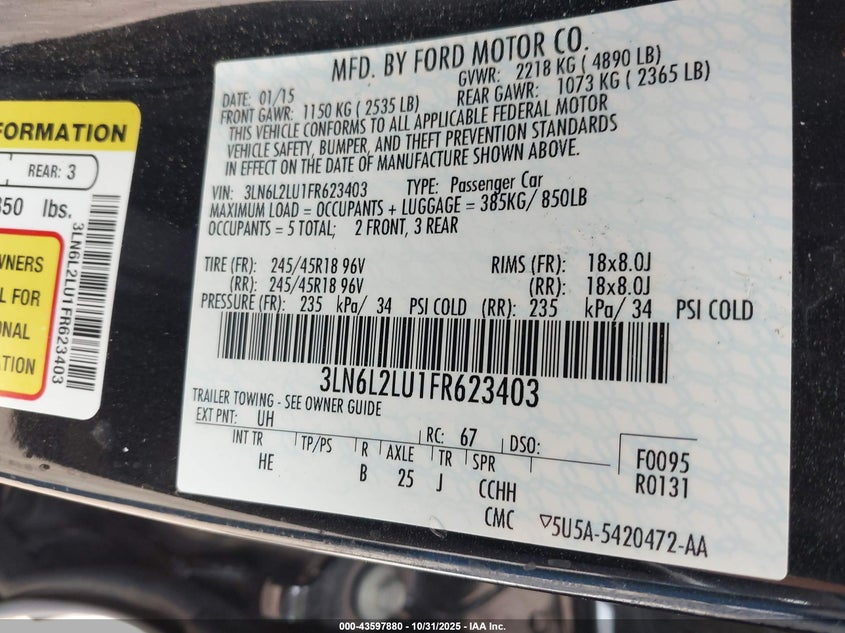 MFD. BY FORD MOTOR CO.
DATE: 01/15
GVWR: 2218 KG ( 4890 LB)
FRONT GAWR: 1150 KG ( 2535 LB)
REAR GAWR: 1073 KG ( 2365 LB)
THIS VEHICLE CONFORMS TO ALL APPLICABLE FEDERAL MOTOR
VEHICLE SAFETY, BUMPER, AND THEFT PREVENTION STANDARDS
IN EFFECT ON THE DATE OF MANUFACTURE SHOWN ABOVE.
VIN: 3LN6L2LU1FR623403 TYPE: Passenger Car
MAXIMUM LOAD = OCCUPANTS + LUGGAGE = 385KG/ 850LB
OCCUPANTS = 5 TOTAL; 2 FRONT, 3 REAR
TIRE (FR): 245/45R18 96V RIMS (FR): 18x8.0J
(RR): 245/45R18 96V (RR): 18x8.0J
PRESSURE (FR): 235 kPa/ 34 PSI COLD (RR): 235 kPa/ 34 PSI COLD
3LN6L2LU1FR623403
TRAILER TOWING - SEE OWNER GUIDE
EXT PNT: UH RC: 67 DSO:
INT TR TP/PS R AXLE TR SPR F0095
HE B 25 J CCHH R0131
CMC ▽5U5A-5420472-AA
FORMATION
REAR: 3
850 lbs.
WNERS
L FOR
ONAL
ATION
3LN6L2LU1FR623403
000-43597880 - 10/31/2025 - IAA Inc.